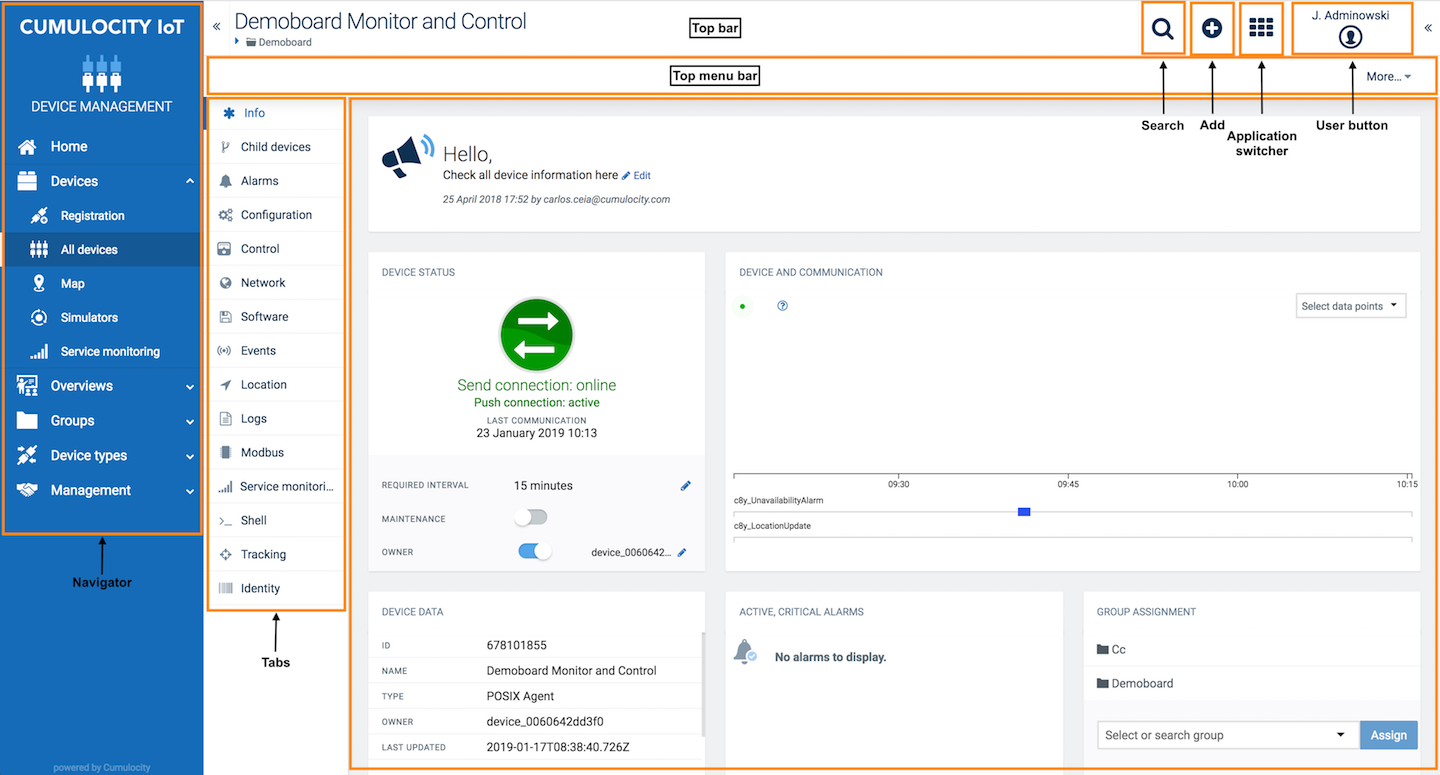 CUMULOCITY IoT
DEVICE MANAGEMENT
Home
Devices
Registration
All devices
Map
Simulators
Service monitoring
Overviews
Groups
Device types
Management
Navigator
powered by Cumulocity
«
Demoboard Monitor and Control
Demoboard
Top bar
J. Adminowski
«
Top menu bar
More...
Search
Add
Application
switcher
User button
Info
Child devices
Alarms
Configuration
Control
Network
Software
Events
Location
Logs
Modbus
Service monitori...
Shell
Tracking
Identity
Tabs
Hello,
Check all device information here Edit
25 April 2018 17:52 by carlos.ceia@cumulocity.com
DEVICE STATUS
Send connection: online
Push connection: active
LAST COMMUNICATION
23 January 2019 10:13
REQUIRED INTERVAL 15 minutes
MAINTENANCE
OWNER device_0060642...
DEVICE AND COMMUNICATION
Select data points
09:30 09:45 10:00 10:15
c8y_UnavailabilityAlarm
c8y_LocationUpdate
DEVICE DATA
ID 678101855
NAME Demoboard Monitor and Control
TYPE POSIX Agent
OWNER device_0060642dd3f0
LAST UPDATED 2019-01-17T08:38:40.726Z
ACTIVE, CRITICAL ALARMS
No alarms to display.
GROUP ASSIGNMENT
Cc
Demoboard
Select or search group Assign